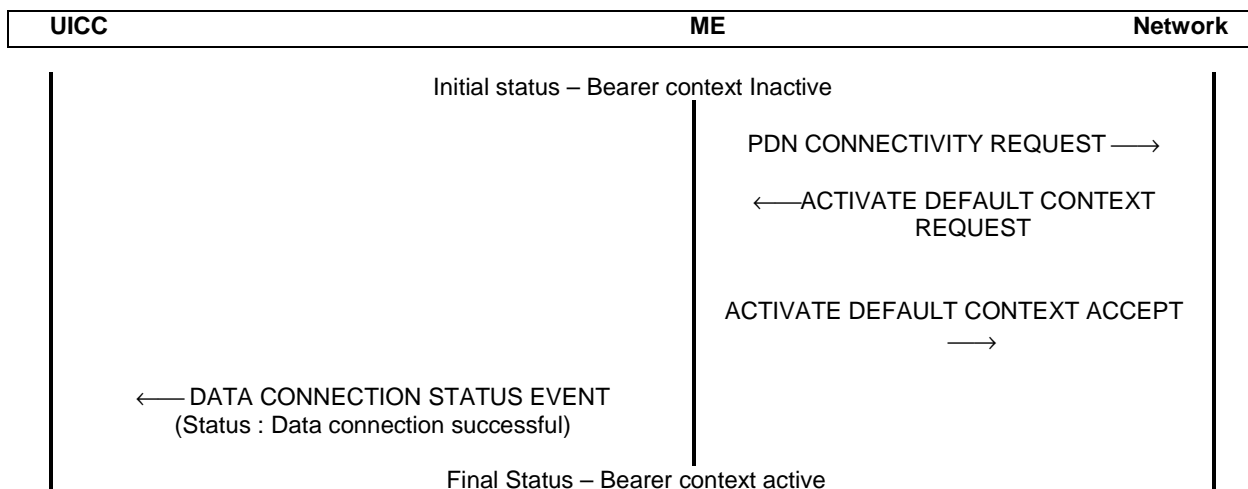 UICC ME Network
Initial status – Bearer context Inactive
PDN CONNECTIVITY REQUEST ⟶
⟵ACTIVATE DEFAULT CONTEXT
REQUEST
ACTIVATE DEFAULT CONTEXT ACCEPT
⟶
⟵ DATA CONNECTION STATUS EVENT
(Status : Data connection successful)
Final Status – Bearer context active